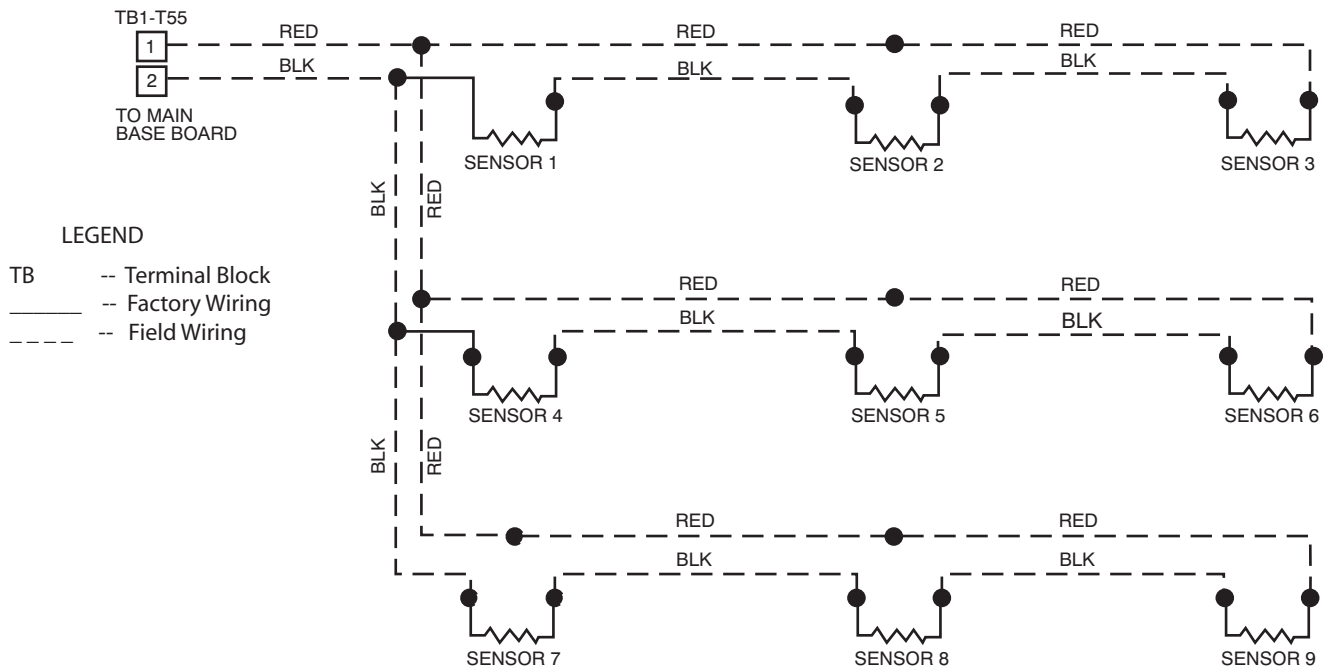 TB1-T55
1
RED
RED
RED
2
BLK
BLK
BLK
TO MAIN
BASE BOARD
SENSOR 1
SENSOR 2
SENSOR 3
BLK
RED
LEGEND
TB -- Terminal Block
______ -- Factory Wiring
_ _ _ _ -- Field Wiring
RED
RED
BLK
BLK
SENSOR 4
SENSOR 5
SENSOR 6
BLK
RED
RED
RED
BLK
BLK
SENSOR 7
SENSOR 8
SENSOR 9